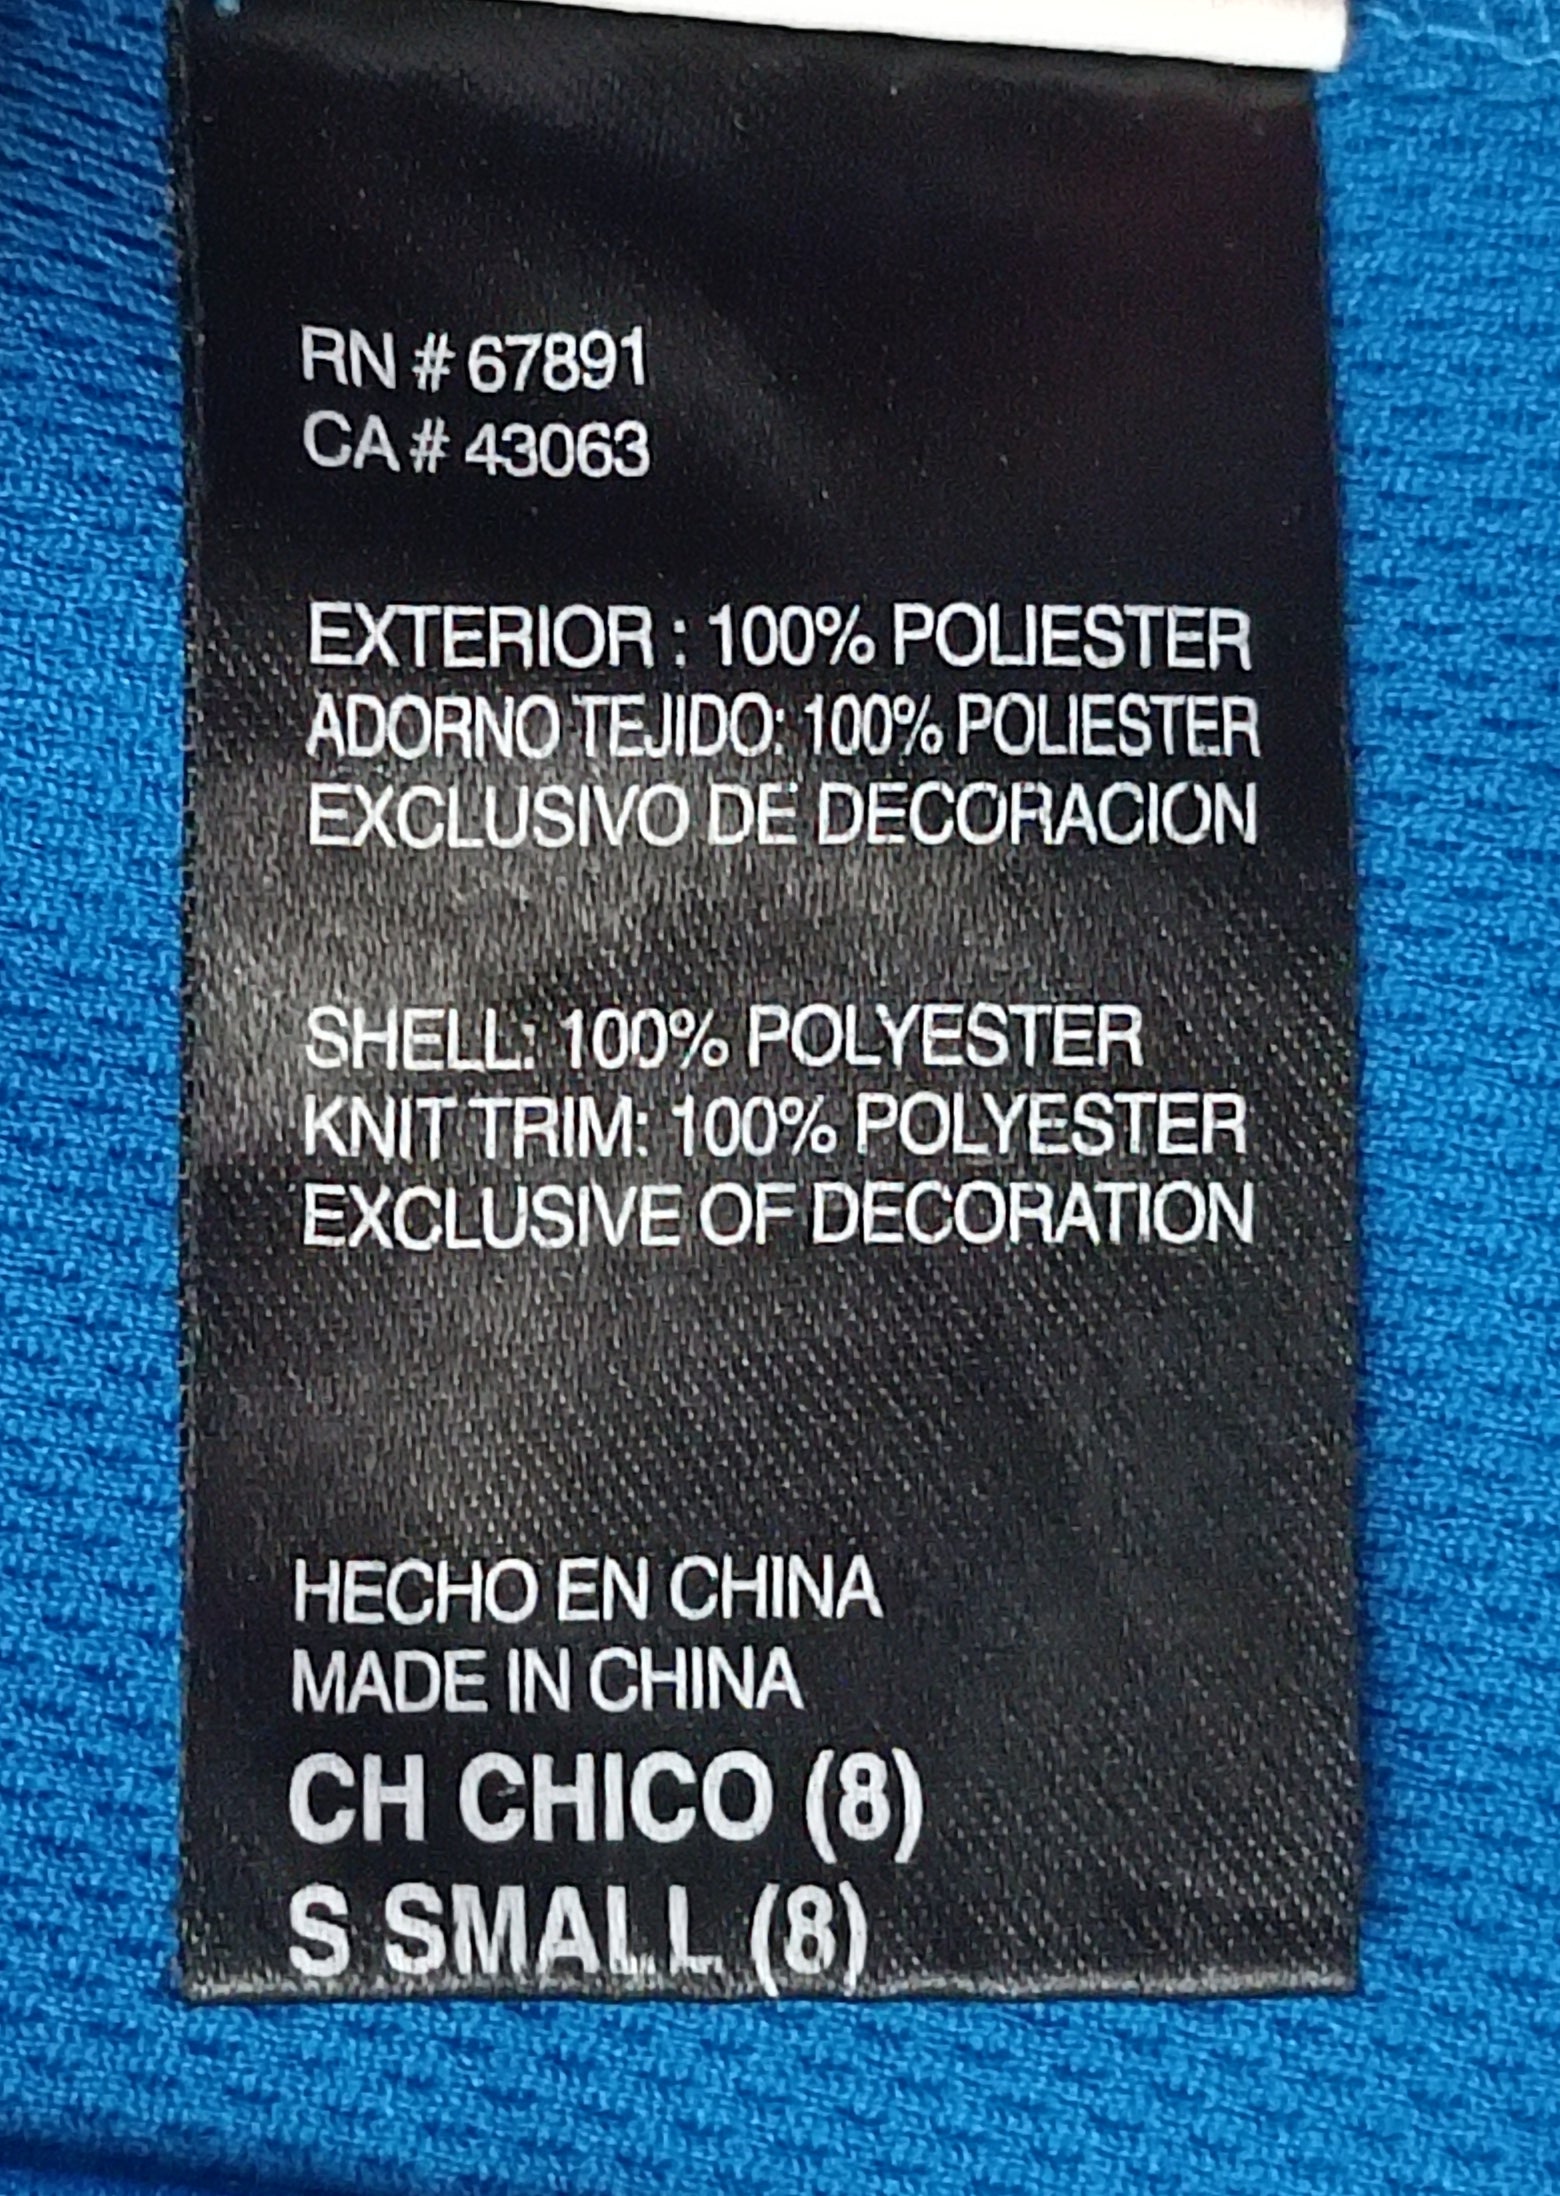 RN # 67891
CA # 43063
EXTERIOR : 100% POLIESTER
ADORNO TEJIDO: 100% POLIESTER
EXCLUSIVO DE DECORACION
SHELL: 100% POLYESTER
KNIT TRIM: 100% POLYESTER
EXCLUSIVE OF DECORATION
HECHO EN CHINA
MADE IN CHINA
CH CHICO (8)
S SMALL (8)